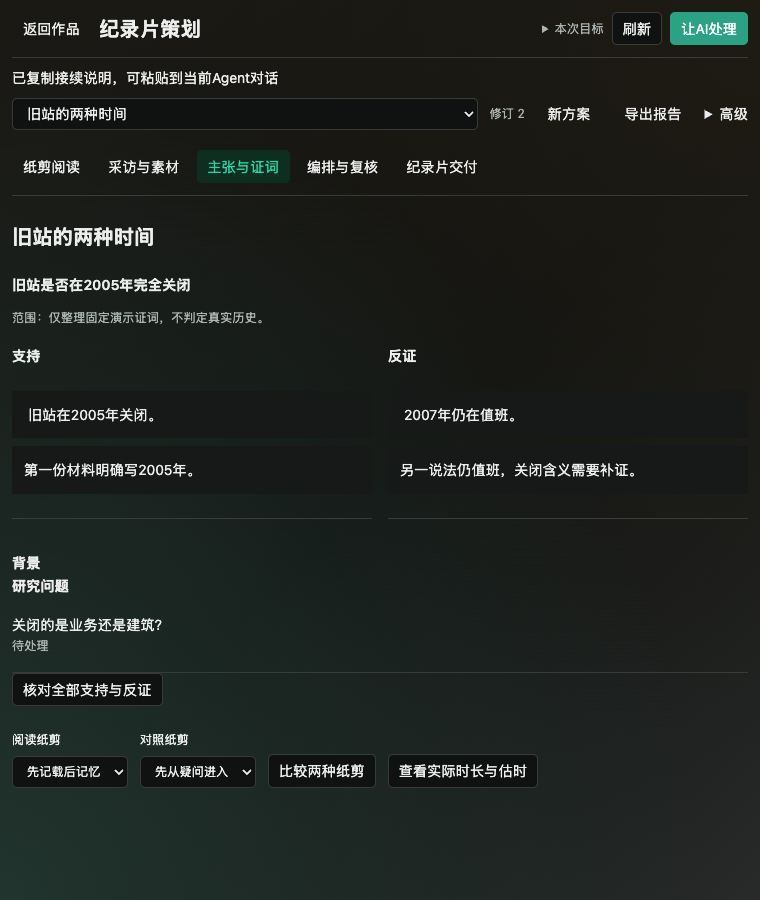 返回作品 纪录片策划 ▶ 本次目标 刷新 让AI处理
已复制接续说明，可粘贴到当前Agent对话
旧站的两种时间 修订 2 新方案 导出报告 ▶ 高级
纸剪阅读 采访与素材 主张与证词 编排与复核 纪录片交付
旧站的两种时间
旧站是否在2005年完全关闭
范围：仅整理固定演示证词，不判定真实历史。
支持
旧站在2005年关闭。
第一份材料明确写2005年。
反证
2007年仍在值班。
另一说法仍值班，关闭含义需要补证。
背景
研究问题
关闭的是业务还是建筑?
待处理
核对全部支持与反证
阅读纸剪 对照纸剪
先记载后记忆 先从疑问进入 比较两种纸剪 查看实际时长与估时